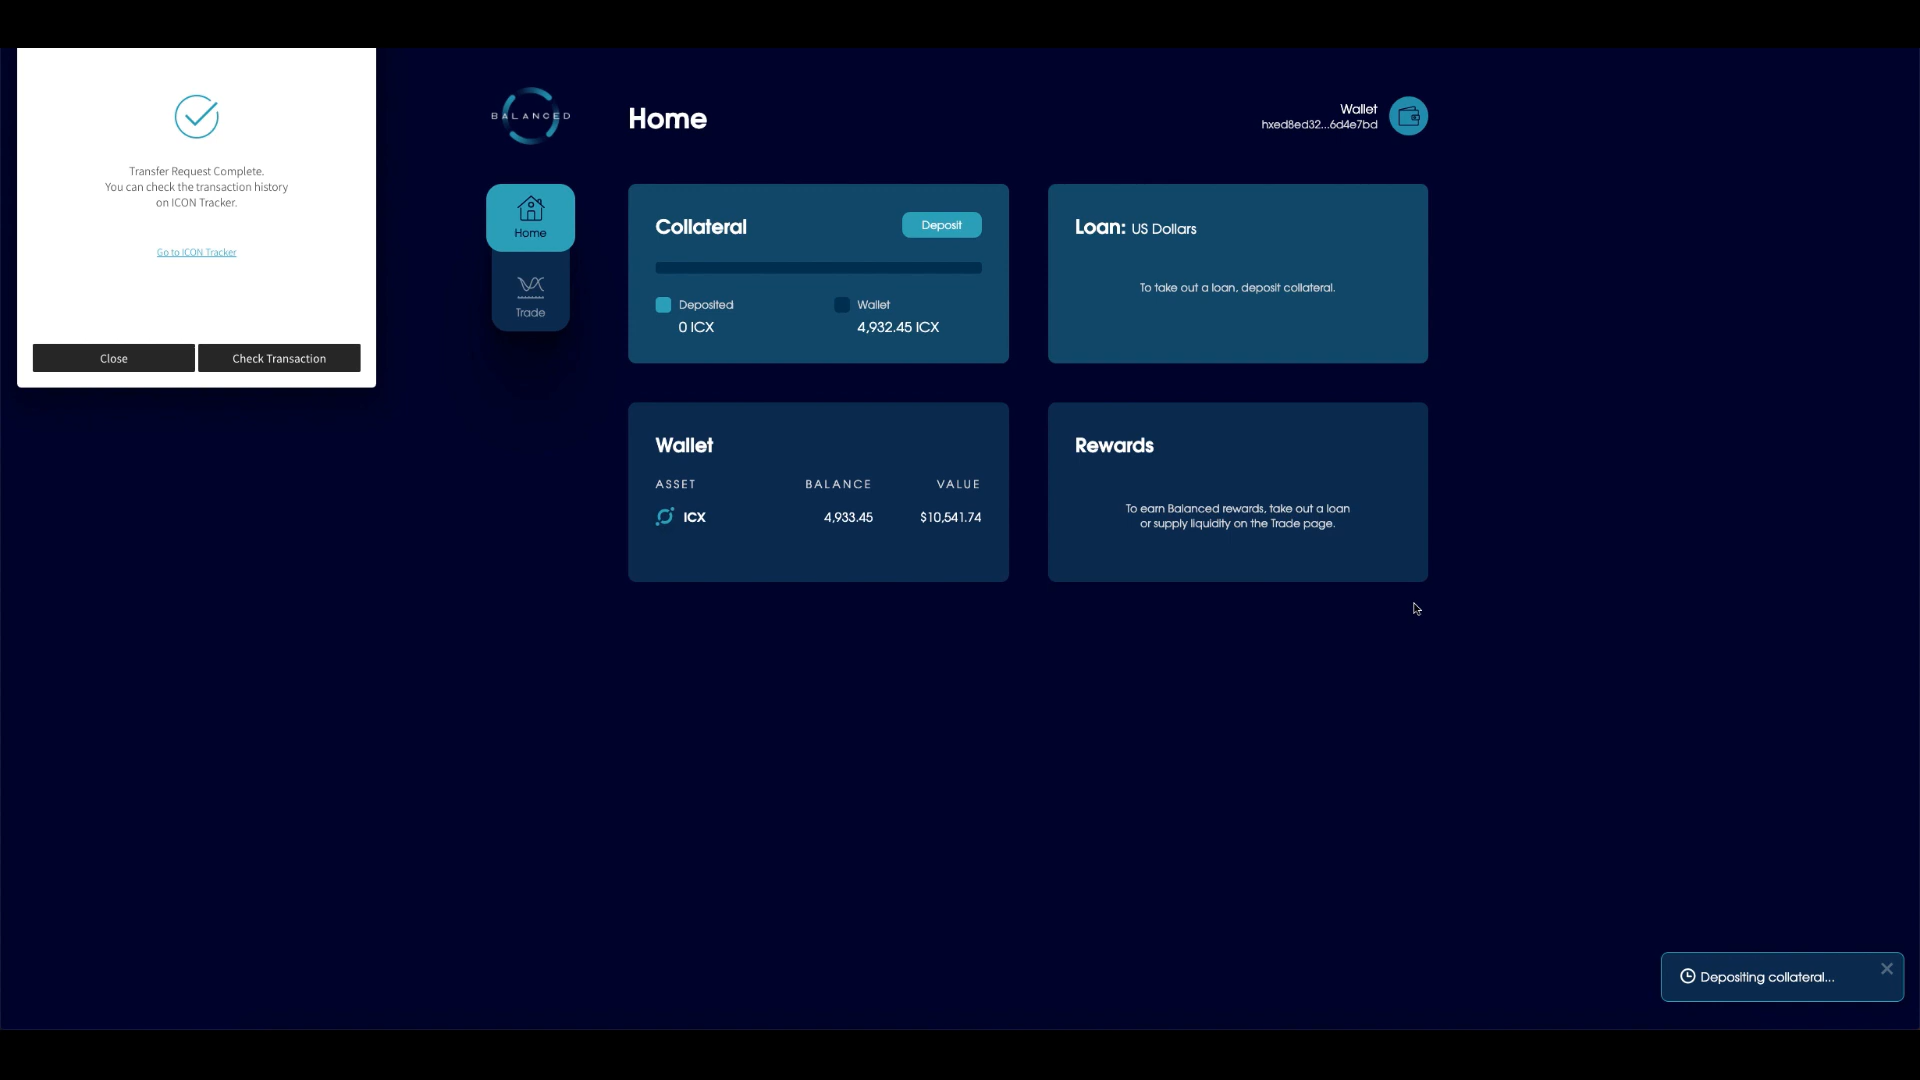 Transfer Request Complete.
You can check the transaction history
on ICON Tracker.
Go to ICON Tracker
Close
Check Transaction
BALANCED
Home
Wallet
hxed8ed32...6d4e7bd
Home
Trade
Collateral
Deposit
Deposited
0 ICX
Wallet
4,932.45 ICX
Loan: US Dollars
To take out a loan, deposit collateral.
Wallet
ASSET BALANCE VALUE
ICX 4,933.45 $10,541.74
Rewards
To earn Balanced rewards, take out a loan
or supply liquidity on the Trade page.
Depositing collateral...